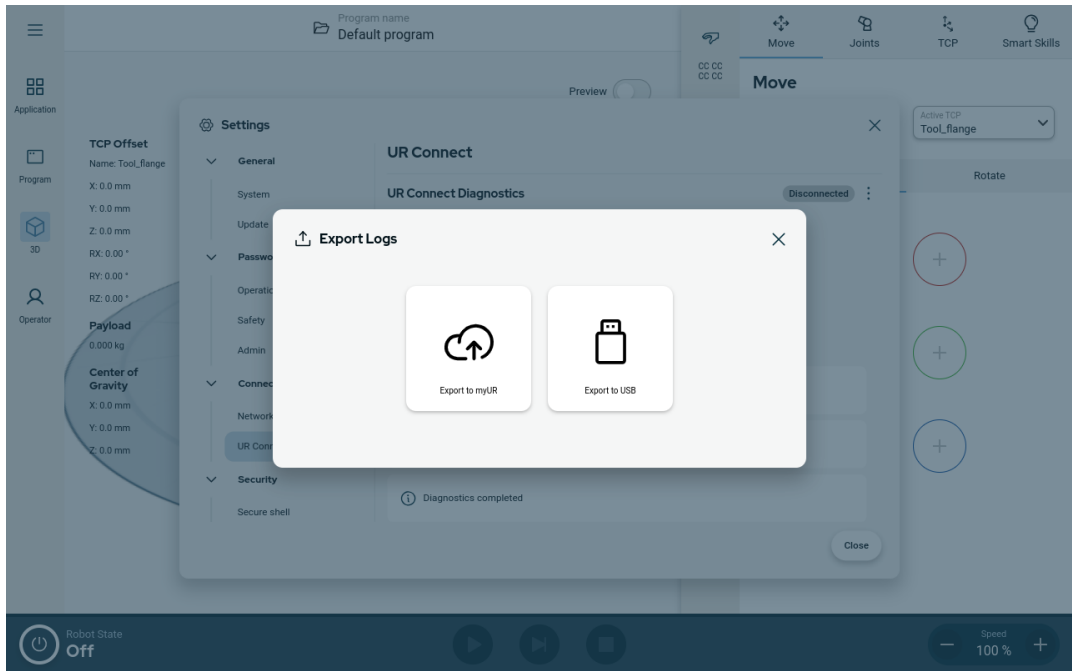 Program name
Default program
Move
Joints
TCP
Smart Skills
CC CC
CC CC
Application
Preview
Move
Settings
Active TCP
Tool_flange
TCP Offset
Name: Tool_flange
General
UR Connect
Program
X: 0.0 mm
System
UR Connect Diagnostics
Disconnected
Rotate
Y: 0.0 mm
Update
Z: 0.0 mm
3D
Export Logs
RX: 0.00 °
Passwo
RY: 0.00 °
Operatic
RZ: 0.00 °
Operator
Safety
Payload
0.000 kg
Admin
Center of
Gravity
Connec
Export to myUR
Export to USB
X: 0.0 mm
Network
Y: 0.0 mm
UR Conr
Z: 0.0 mm
Security
Diagnostics completed
Secure shell
Close
Robot State
Off
Speed
100 %